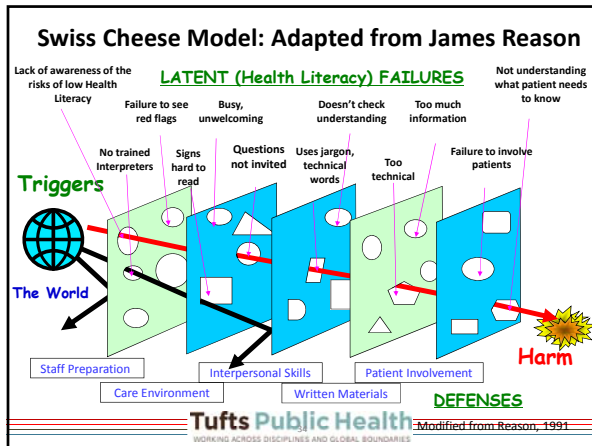 Swiss Cheese Model: Adapted from James Reason
LATENT (Health Literacy) FAILURES
Lack of awareness of the
risks of low Health
Literacy
Failure to see
red flags
Busy,
unwelcoming
Doesn't check
understanding
Too much
information
Not understanding
what patient needs
to know
No trained
Interpreters
Signs
hard to
read
Questions
not invited
Uses jargon,
technical
words
Too
technical
Failure to involve
patients
Triggers
The World
Harm
Staff Preparation
Care Environment
Interpersonal Skills
Written Materials
Patient Involvement
DEFENSES
Tufts Public Health
34
WORKING ACROSS DISCIPLINES AND GLOBAL BOUNDARIES
Modified from Reason, 1991